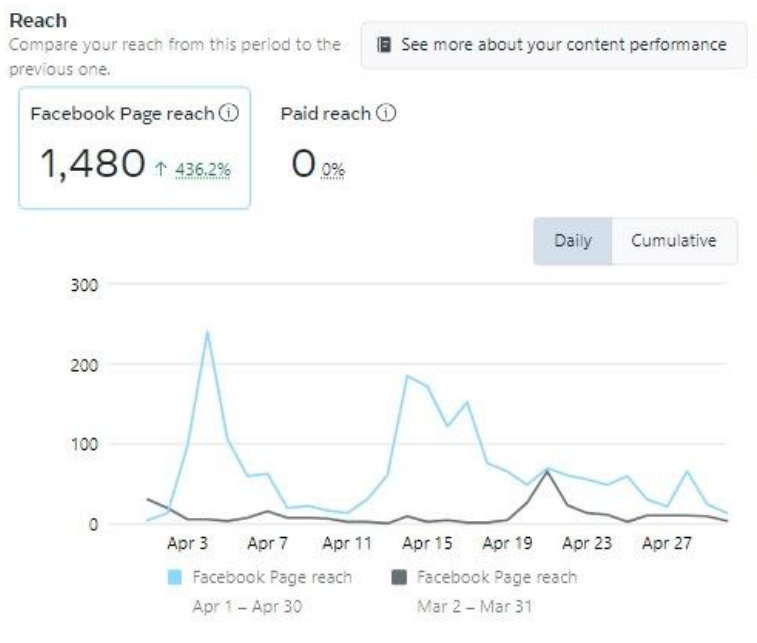 Reach
Compare your reach from this period to the
previous one.
See more about your content performance
Facebook Page reach
Paid reach
1,480 ↑ 436.2%
0 0%
Daily
Cumulative
300
200
100
0
Apr 3
Apr 7
Apr 11
Apr 15
Apr 19
Apr 23
Apr 27
Facebook Page reach
Apr 1 – Apr 30
Facebook Page reach
Mar 2 – Mar 31